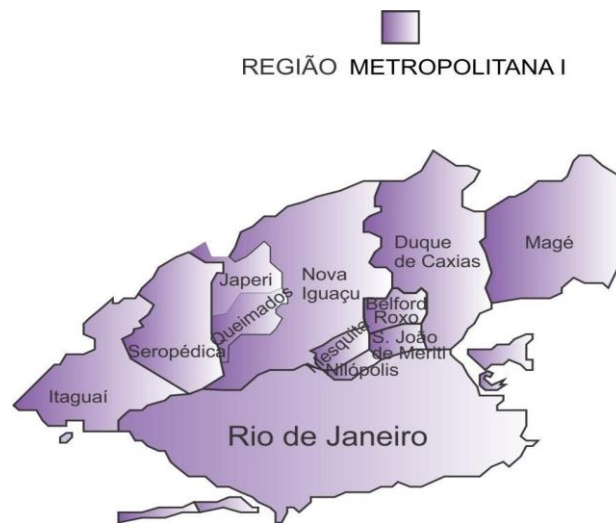 REGIÃO METROPOLITANA I
Duque
de Caxias
Magé
Japeri
Nova
Iguaçu
Queimados
Belford
Roxo
Seropédica
Mesquita
S. João
de Meriti
Nilópolis
Itaguaí
Rio de Janeiro